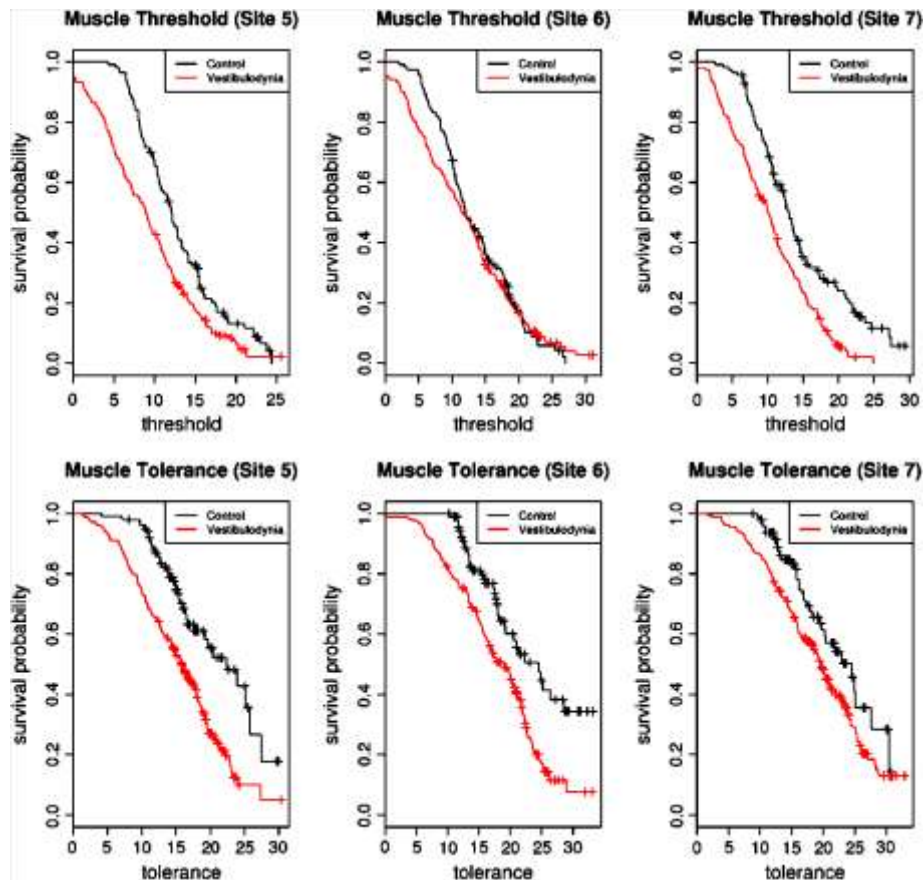 Muscle Threshold (Site 5)
Control
Vestibulodynia
survival probability
0.0 0.2 0.4 0.6 0.8 1.0
0 5 10 15 20 25
threshold
Muscle Threshold (Site 6)
Control
Vestibulodynia
survival probability
0.0 0.2 0.4 0.6 0.8 1.0
0 5 10 15 20 25 30
threshold
Muscle Threshold (Site 7)
Control
Vestibulodynia
survival probability
0.0 0.2 0.4 0.6 0.8 1.0
0 5 10 15 20 25 30
threshold
Muscle Tolerance (Site 5)
Control
Vestibulodynia
survival probability
0.0 0.2 0.4 0.6 0.8 1.0
0 5 10 15 20 25 30
tolerance
Muscle Tolerance (Site 6)
Control
Vestibulodynia
survival probability
0.0 0.2 0.4 0.6 0.8 1.0
0 5 10 15 20 25 30
tolerance
Muscle Tolerance (Site 7)
Control
Vestibulodynia
survival probability
0.0 0.2 0.4 0.6 0.8 1.0
0 5 10 15 20 25 30
tolerance